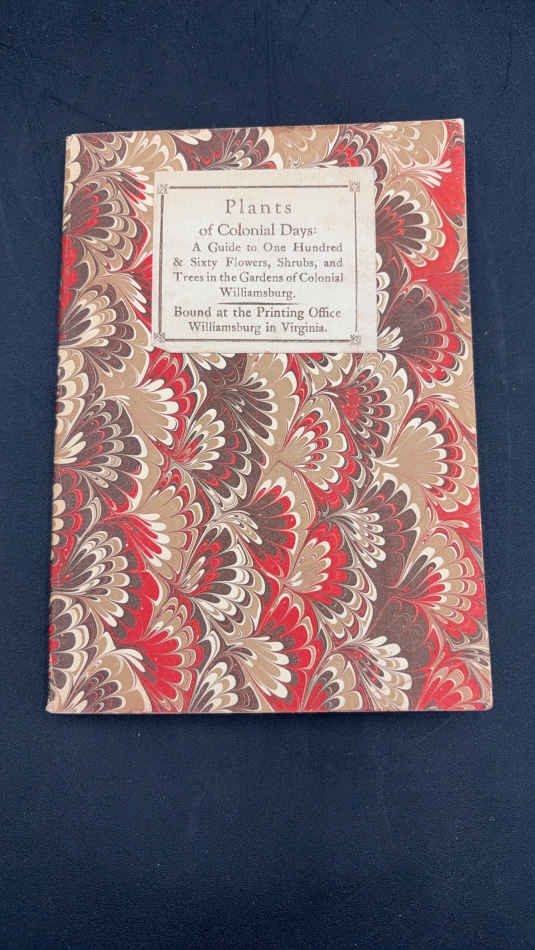 Plants
of Colonial Days:
A Guide to One Hundred
& Sixty Flowers, Shrubs, and
Trees in the Gardens of Colonial
Williamsburg.
Bound at the Printing Office
Williamsburg in Virginia.